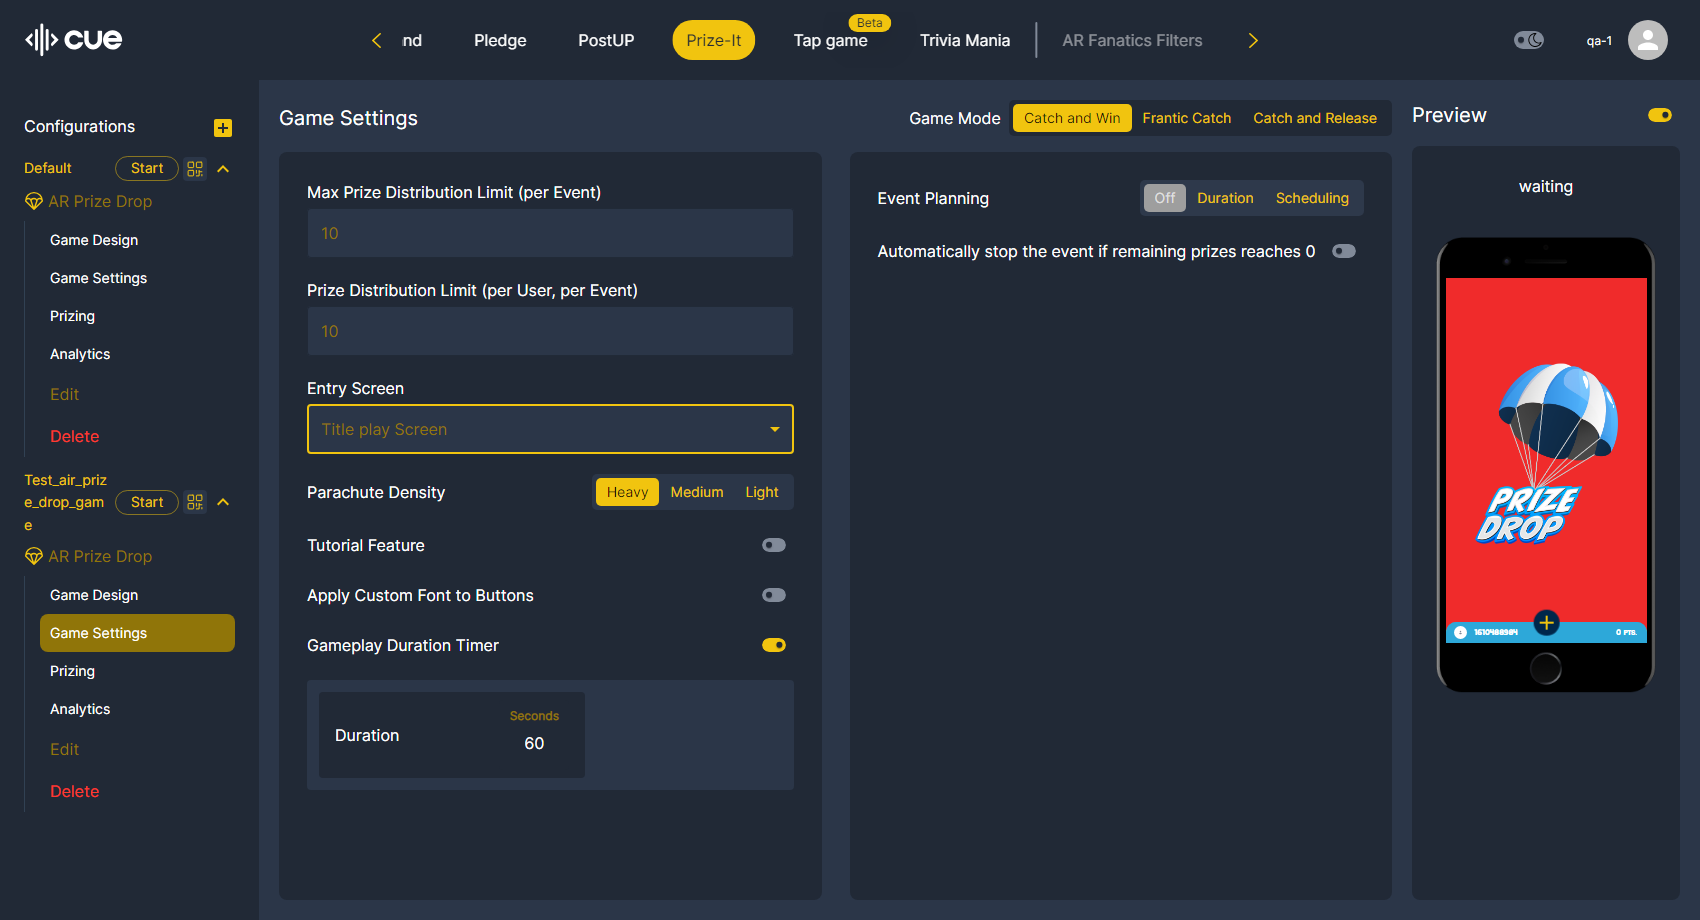 cue
nd
Pledge
PostUP
Prize-It
Beta
Tap game
Trivia Mania
AR Fanatics Filters
qa-1
Configurations
Default
Start
AR Prize Drop
Game Design
Game Settings
Prizing
Analytics
Edit
Delete
Test_air_priz
e_drop_gam
e
Start
AR Prize Drop
Game Design
Game Settings
Prizing
Analytics
Edit
Delete
Game Settings
Game Mode
Catch and Win
Frantic Catch
Catch and Release
Max Prize Distribution Limit (per Event)
10
Prize Distribution Limit (per User, per Event)
10
Entry Screen
Title play Screen
Parachute Density
Heavy
Medium
Light
Tutorial Feature
Apply Custom Font to Buttons
Gameplay Duration Timer
Duration
Seconds
60
Event Planning
Off
Duration
Scheduling
Automatically stop the event if remaining prizes reaches 0
Preview
waiting
PRIZE
DROP
0 PTS.